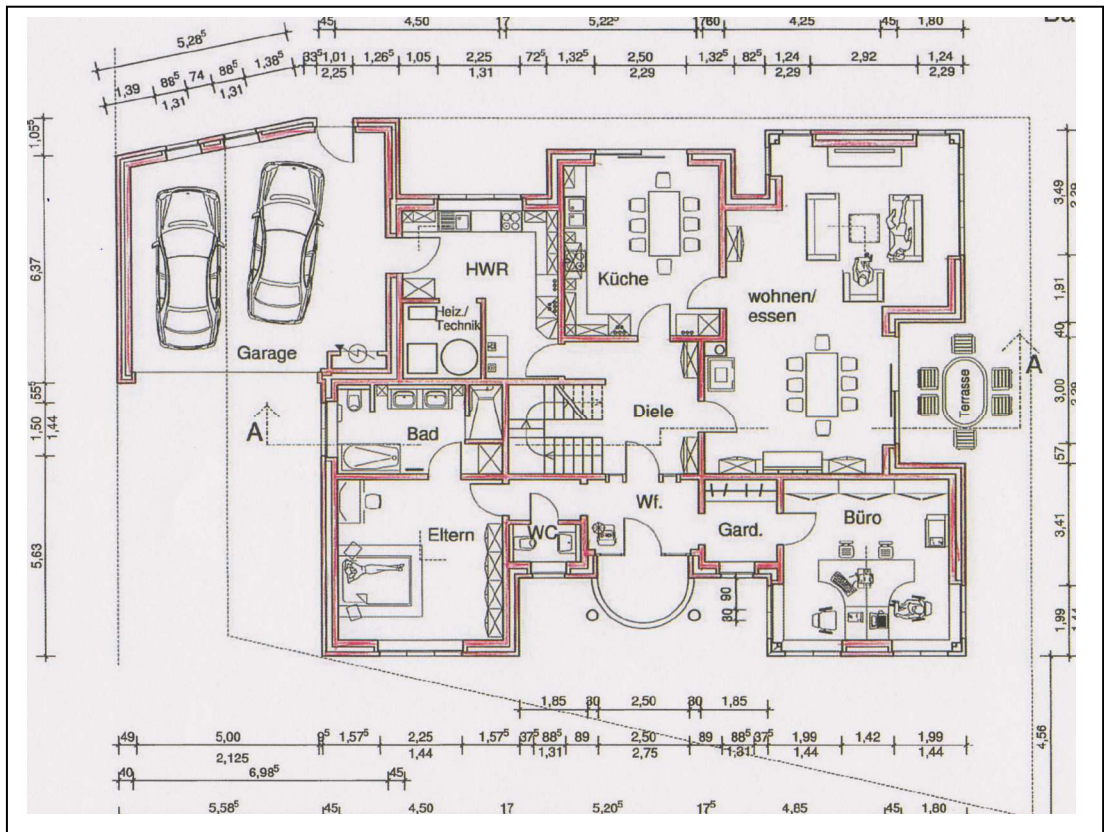 45 4,50 17 5,22⁵ 17 60 4,25 45 1,80
5,28⁵
33⁵ 1,01 1,26⁵ 1,05 2,25 72⁵ 1,32⁵ 2,50 1,32⁵ 82⁵ 1,24 2,92 1,24
2,25 1,31 2,29 2,29 2,29
1,39 88⁵ 74 88⁵ 1,38⁵
1,31 1,31
1,05⁵
3,49
HWR
Küche
6,37
wohnen/
essen
1,91
Heiz./
Technik
40
Garage
A
Terrasse
55⁵
3,00
Diele
1,50
1,44
A
Bad
57
Wf.
Büro
Eltern
WC
Gard.
3,41
5,63
80 90
1,99
1,85 30 2,50 30 1,85
49 5,00 1,57⁵ 2,25 1,57⁵ 37⁵ 88⁵ 89 2,50 89 88⁵ 37⁵ 1,99 1,42 1,99
2,125 1,44 1,31 2,75 1,31 1,44 1,44
4,56
40 6,98⁵ 45
5,58⁵ 45 4,50 17 5,20⁵ 17⁵ 4,85 45 1,80